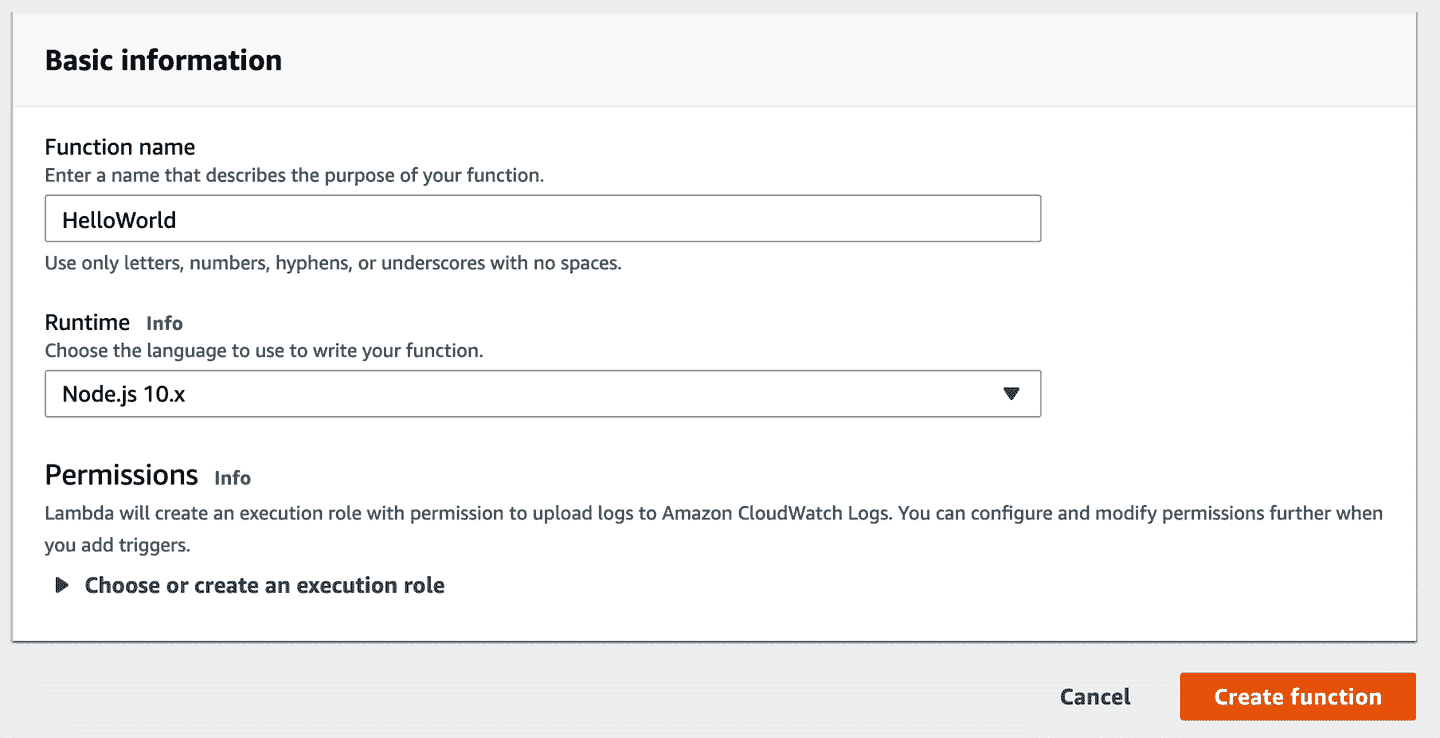 Basic information
Function name
Enter a name that describes the purpose of your function.
HelloWorld
Use only letters, numbers, hyphens, or underscores with no spaces.
Runtime Info
Choose the language to use to write your function.
Node.js 10.x
Permissions Info
Lambda will create an execution role with permission to upload logs to Amazon CloudWatch Logs. You can configure and modify permissions further when
you add triggers.
Choose or create an execution role
Cancel Create function